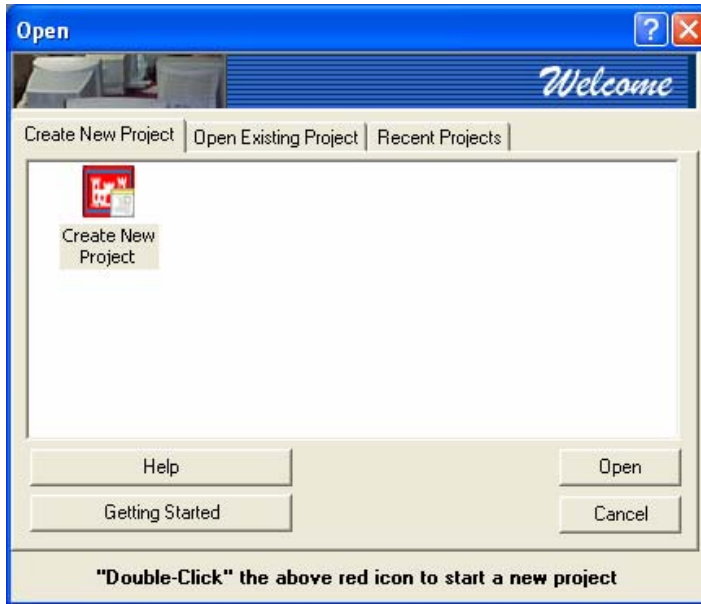 Open
Welcome
Create New Project Open Existing Project Recent Projects
Create New
Project
Help
Open
Getting Started
Cancel
"Double-Click" the above red icon to start a new project